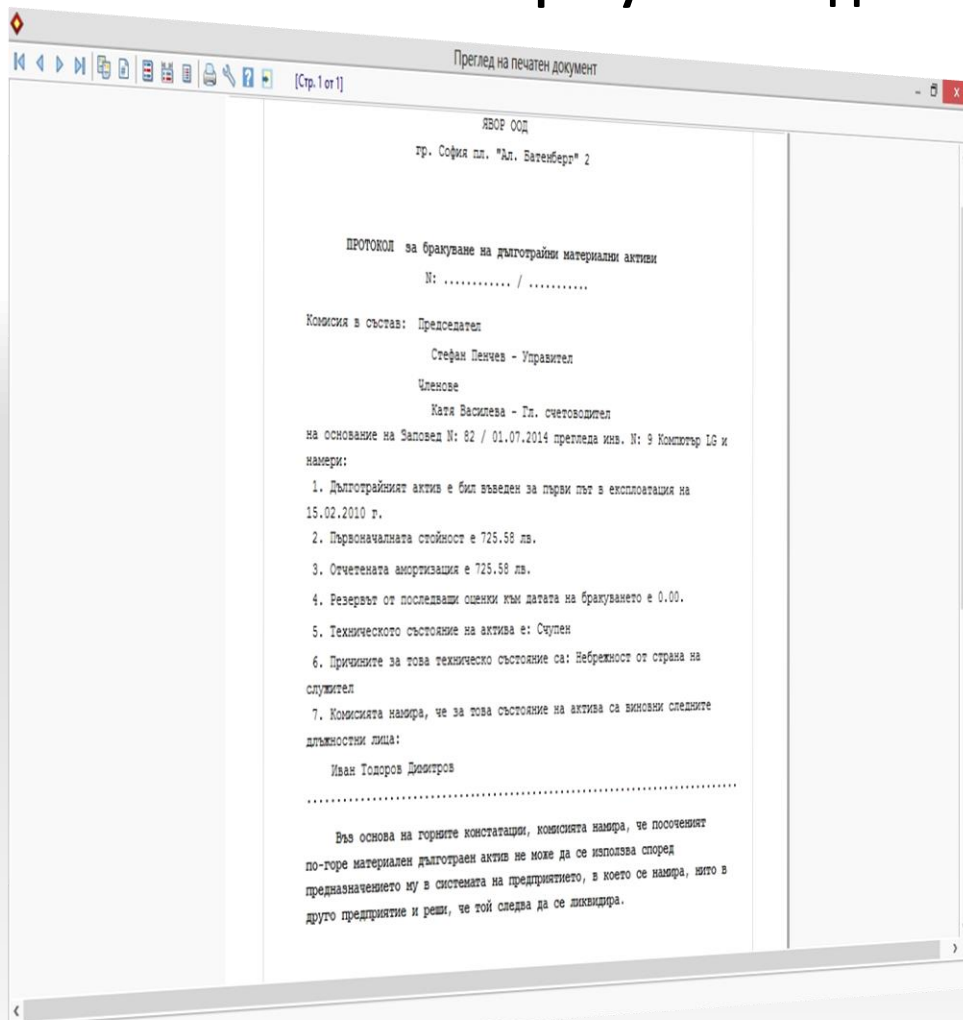 Преглед на печатен документ
[Стр. 1 от 1]
ЯВОР ООД
гр. София пл. "Ал. Батенберг" 2
ПРОТОКОЛ за бракуване на дълготрайни материални активи
N: ............ / ...........
Комисия в състав: Председател
Стефан Пенчев - Управител
Членове
Катя Василева - Гл. счетоводител
на основание на Заповед N: 82 / 01.07.2014 прегледа инв. N: 9 Компютър LG и
намери:
1. Дълготрайният актив е бил въведен за първи път в експлоатация на
15.02.2010 г.
2. Първоначалната стойност е 725.58 лв.
3. Отчетената амортизация е 725.58 лв.
4. Резервът от последващи оценки към датата на бракуването е 0.00.
5. Техническото състояние на актива е: Счупен
6. Причините за това техническо състояние са: Небрежност от страна на
служител
7. Комисията намира, че за това състояние на актива са виновни следните
длъжностни лица:
Иван Тодоров Димитров
........................................................................
Въз основа на горните констатации, комисията намира, че посоченият
по-горе материален дълготраен актив не може да се използва според
предназначението му в системата на предприятието, в което се намира, нито в
друго предприятие и реши, че той следва да се ликвидира.